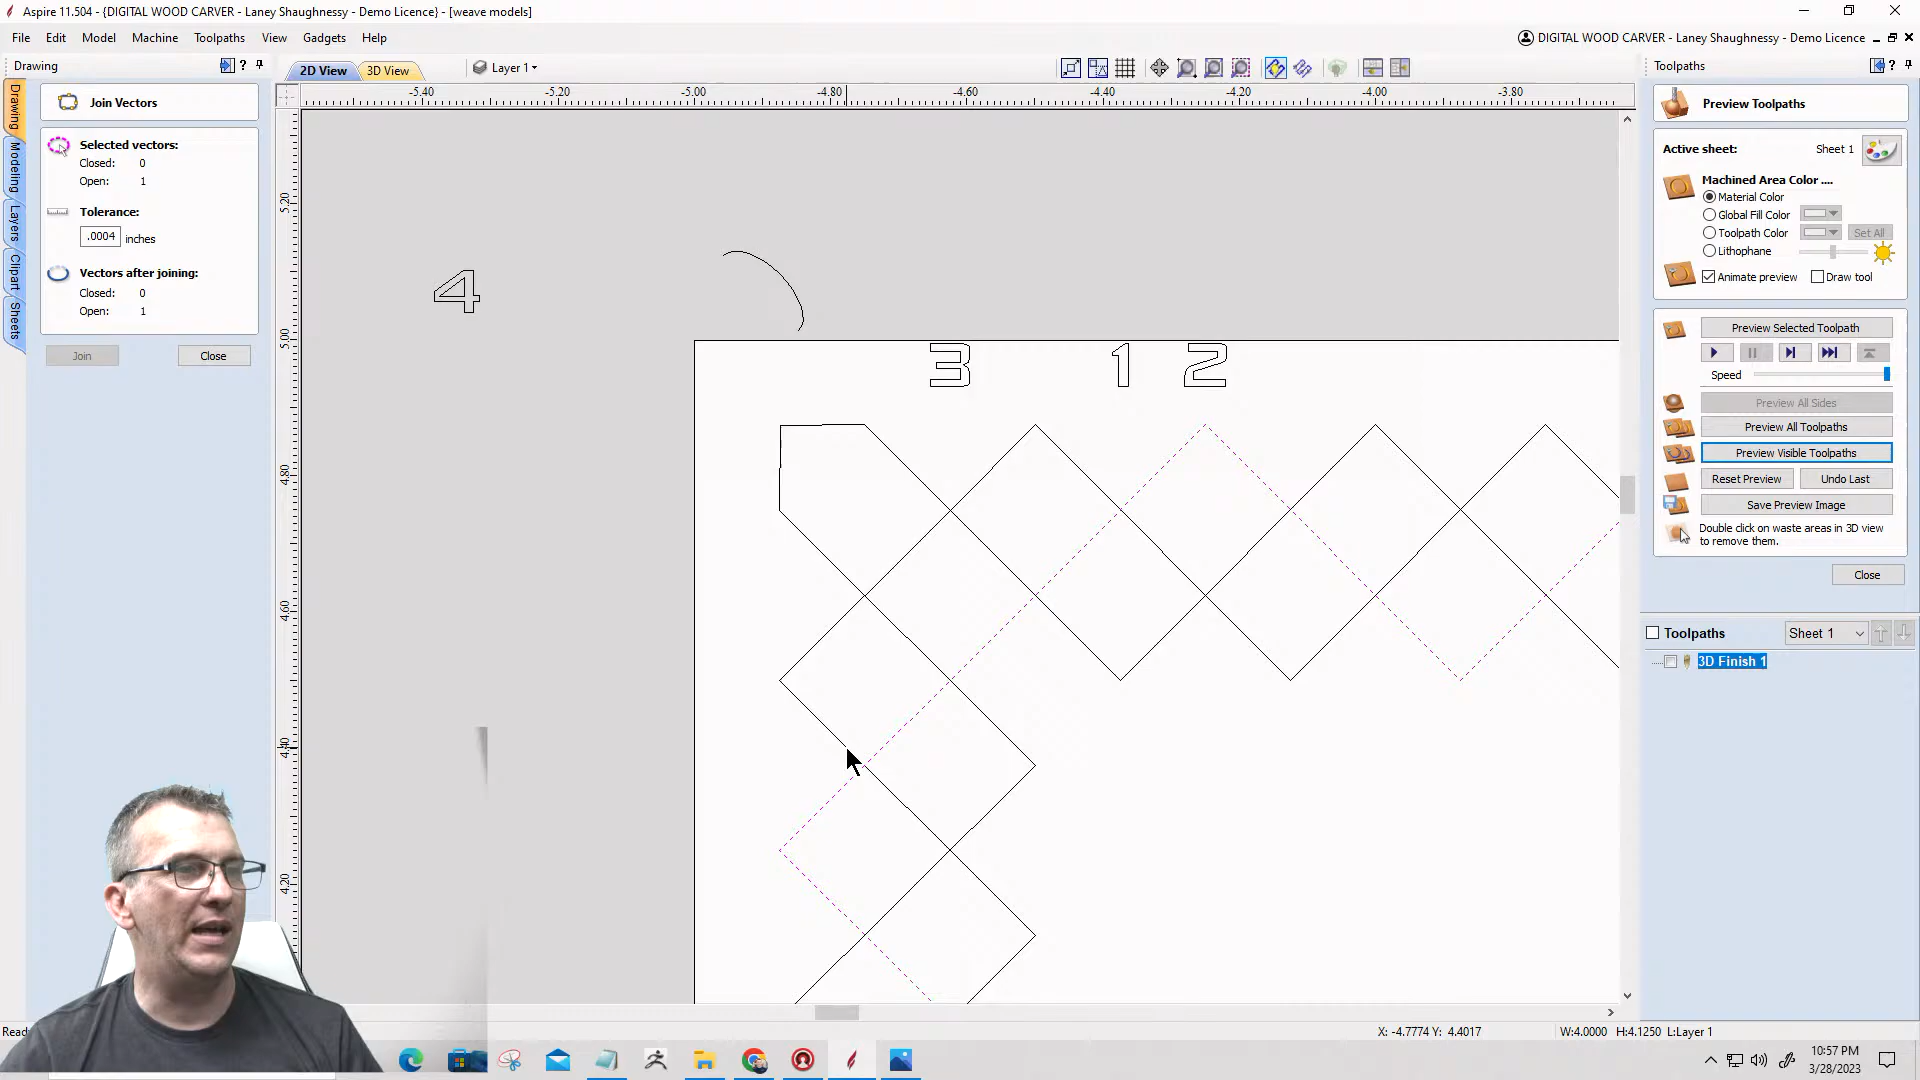 Aspire 11.504 - {DIGITAL WOOD CARVER - Laney Shaughnessy - Demo Licence} - [weave models]
File Edit Model Machine Toolpaths View Gadgets Help
DIGITAL WOOD CARVER - Laney Shaughnessy - Demo Licence
Drawing
2D View
3D View
Layer 1
Toolpaths
Drawing
Modeling
Layers
Clipart
Sheets
Join Vectors
Selected vectors:
Closed: 0
Open: 1
Tolerance:
.0004 inches
Vectors after joining:
Closed: 0
Open: 1
Join
Close
-5.40 -5.20 -5.00 -4.80 -4.60 -4.40 -4.20 -4.00 -3.80
5.20
5.00
4.80
4.60
4.40
4.20
4
3 1 2
Preview Toolpaths
Active sheet: Sheet 1
Machined Area Color ....
Material Color
Global Fill Color
Toolpath Color Set All
Lithophane
Animate preview Draw tool
Preview Selected Toolpath
Speed
Preview All Sides
Preview All Toolpaths
Preview Visible Toolpaths
Reset Preview Undo Last
Save Preview Image
Double click on waste areas in 3D view
to remove them.
Close
Toolpaths Sheet 1
3D Finish 1
X: -4.7774 Y: 4.4017
W:4.0000 H:4.1250 L:Layer 1
10:57 PM
3/28/2023